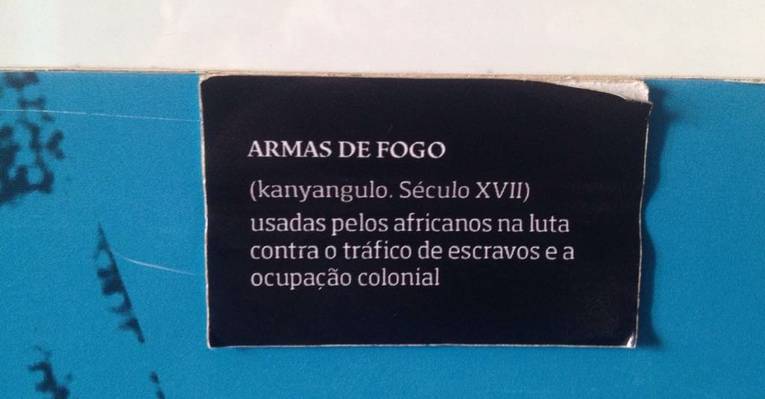 ARMAS DE FOGO
(kanyangulo. Século XVII)
usadas pelos africanos na luta
contra o tráfico de escravos e a
ocupação colonial